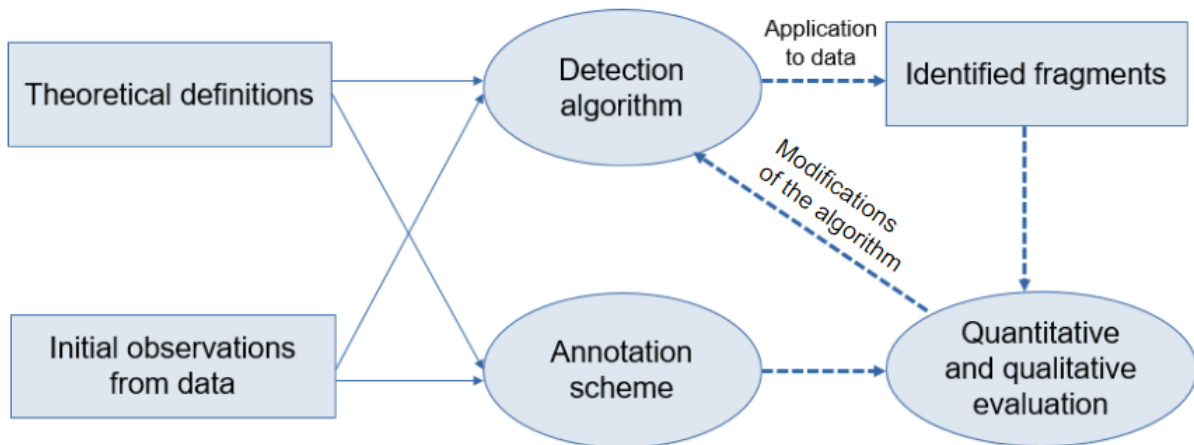 Theoretical definitions
Detection
algorithm
Application
to data
Identified fragments
Modifications
of the algorithm
Initial observations
from data
Annotation
scheme
Quantitative
and qualitative
evaluation